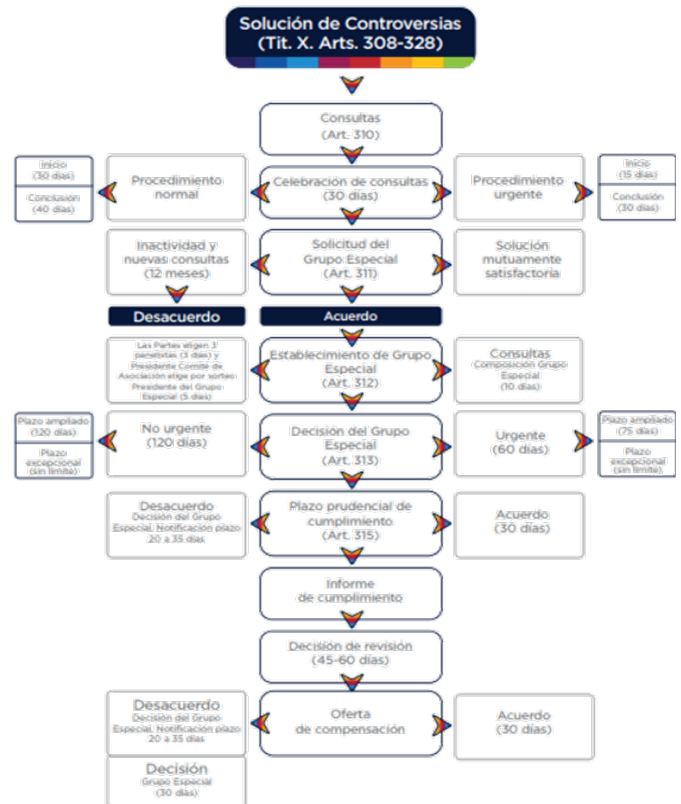 Solución de Controversias
(Tit. X. Arts. 308-328)
Consultas
(Art. 310)
Inicio
(30 días)
Conclusión
(40 días)
Procedimiento
normal
Celebración de consultas
(30 días)
Procedimiento
urgente
Inicio
(15 días)
Conclusión
(30 días)
Inactividad y
nuevas consultas
(12 meses)
Solicitud del
Grupo Especial
(Art. 311)
Solución
mutuamente
satisfactoria
Desacuerdo
Acuerdo
Las Partes eligen 3
panelistas (3 días) y
Presidente Comité de
Asociación elige por sorteo
Presidente del Grupo
Especial (5 días)
Establecimiento de Grupo
Especial
(Art. 312)
Consultas
Composición Grupo
Especial
(10 días)
Plazo ampliado
(120 días)
Plazo
excepcional
(sin límite)
No urgente
(120 días)
Decisión del Grupo
Especial
(Art. 313)
Urgente
(60 días)
Plazo ampliado
(75 días)
Plazo
excepcional
(sin límite)
Desacuerdo
Decisión del Grupo
Especial. Notificación plazo
20 a 35 días
Plazo prudencial de
cumplimiento
(Art. 315)
Acuerdo
(30 días)
Informe
de cumplimiento
Decisión de revisión
(45-60 días)
Desacuerdo
Decisión del Grupo
Especial. Notificación plazo
20 a 35 días
Oferta
de compensación
Acuerdo
(30 días)
Decisión
Grupo Especial
(30 días)